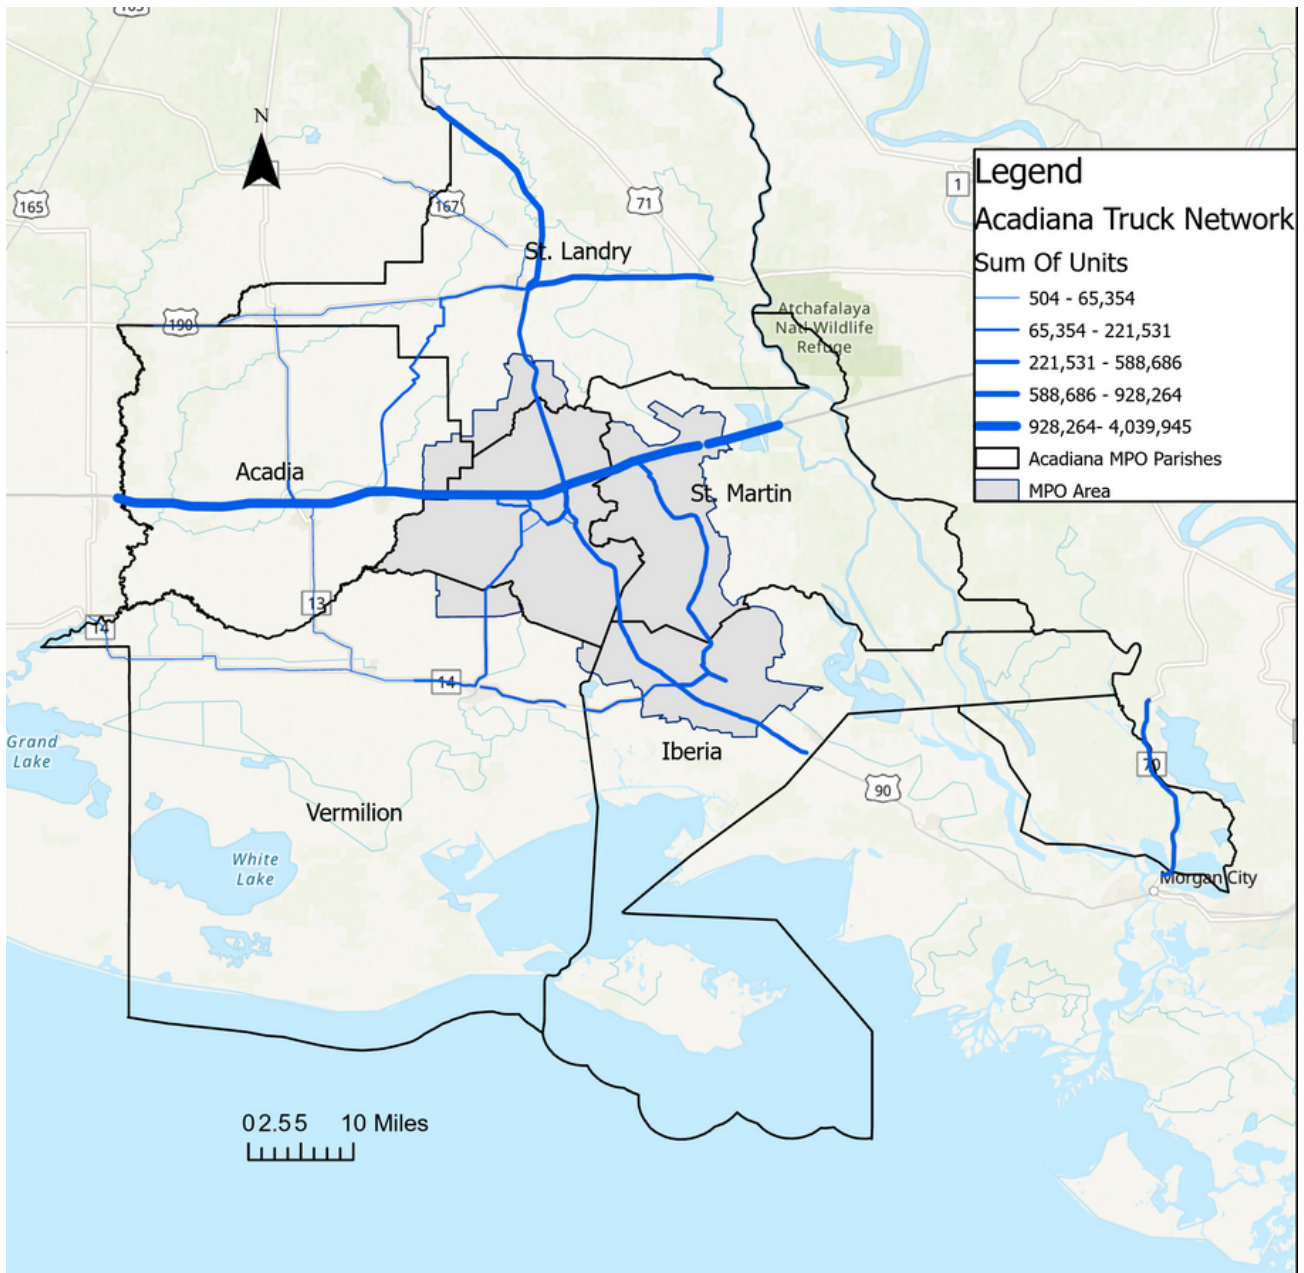 165
N
1
Legend
165
167
71
Acadiana Truck Network
St. Landry
Sum Of Units
504 - 65,354
190
Atchafalaya
Natl Wildlife
Refuge
65,354 - 221,531
221,531 - 588,686
588,686 - 928,264
928,264- 4,039,945
Acadiana MPO Parishes
MPO Area
Acadia
St. Martin
13
14
14
Grand
Lake
Iberia
70
90
Vermilion
White
Lake
Morgan City
0 2.5 5 10 Miles